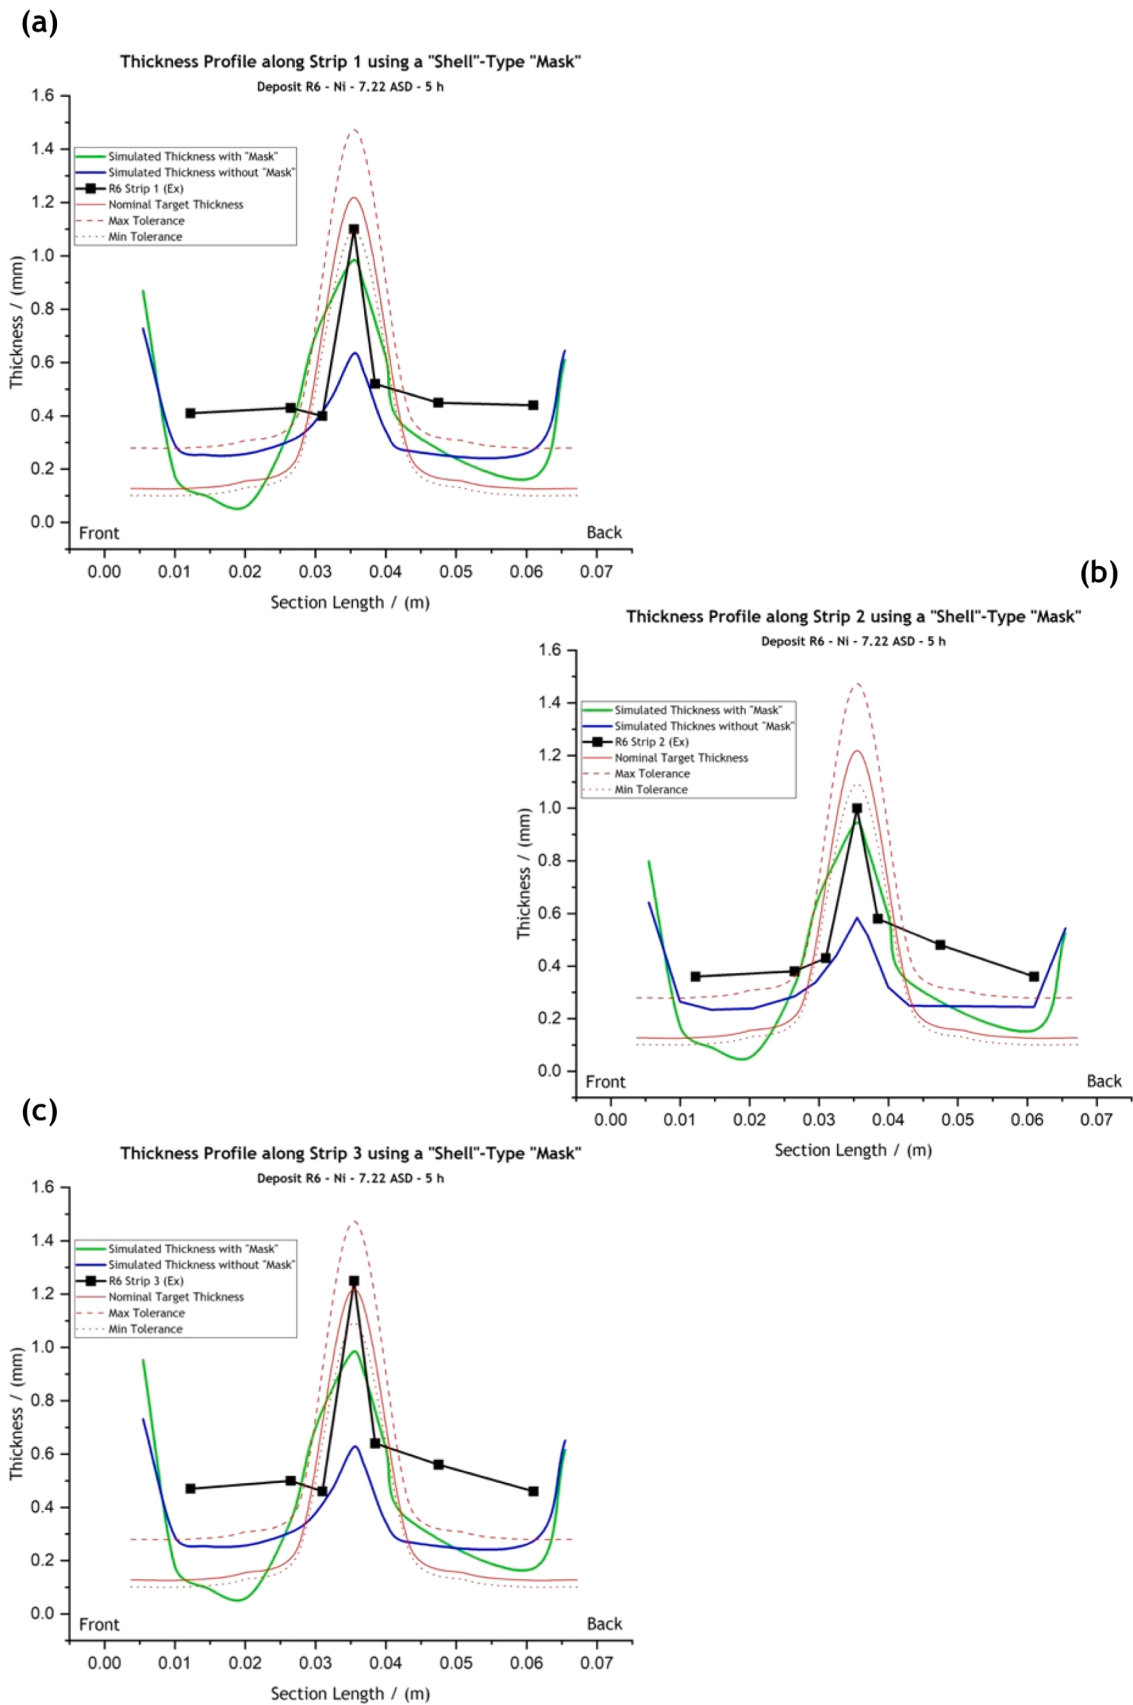 (a)
Thickness Profile along Strip 1 using a "Shell"-Type "Mask"
Deposit R6 - Ni - 7.22 ASD - 5 h
1.6
1.4
1.2
1.0
0.8
0.6
0.4
0.2
0.0
Thickness / (mm)
Simulated Thickness with "Mask"
Simulated Thickness without "Mask"
R6 Strip 1 (Ex)
Nominal Target Thickness
Max Tolerance
Min Tolerance
Front
Back
0.00 0.01 0.02 0.03 0.04 0.05 0.06 0.07
Section Length / (m)
(b)
Thickness Profile along Strip 2 using a "Shell"-Type "Mask"
Deposit R6 - Ni - 7.22 ASD - 5 h
1.6
1.4
1.2
1.0
0.8
0.6
0.4
0.2
0.0
Thickness / (mm)
Simulated Thickness with "Mask"
Simulated Thicknes without "Mask"
R6 Strip 2 (Ex)
Nominal Target Thickness
Max Tolerance
Min Tolerance
Front
Back
0.00 0.01 0.02 0.03 0.04 0.05 0.06 0.07
Section Length / (m)
(c)
Thickness Profile along Strip 3 using a "Shell"-Type "Mask"
Deposit R6 - Ni - 7.22 ASD - 5 h
1.6
1.4
1.2
1.0
0.8
0.6
0.4
0.2
0.0
Thickness / (mm)
Simulated Thickness with "Mask"
Simulated Thickness without "Mask"
R6 Strip 3 (Ex)
Nominal Target Thickness
Max Tolerance
Min Tolerance
Front
Back
0.00 0.01 0.02 0.03 0.04 0.05 0.06 0.07
Section Length / (m)